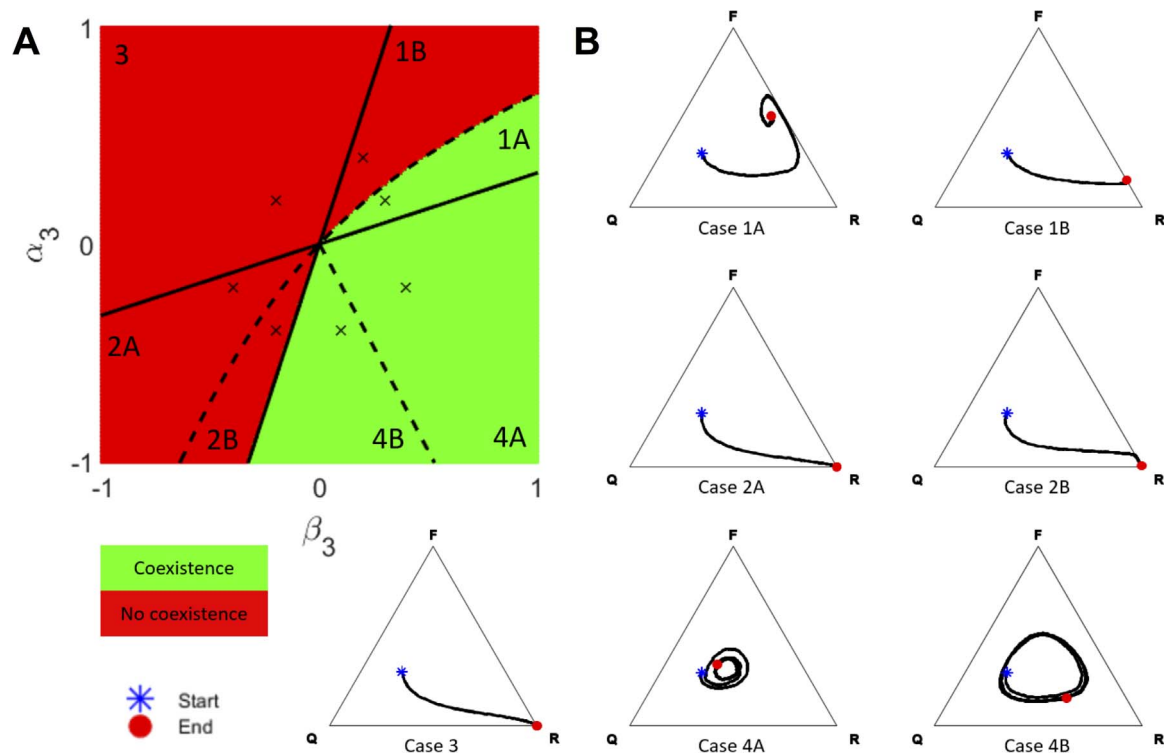 A
1
3
1B
1A
α₃
0
2A
2B
4B
4A
-1
-1
0
1
β₃
Coexistence
No coexistence
Start
End
B
F
Q
R
Case 1A
F
Q
R
Case 1B
F
Q
R
Case 2A
F
Q
R
Case 2B
F
Q
R
Case 3
F
Q
R
Case 4A
F
Q
R
Case 4B